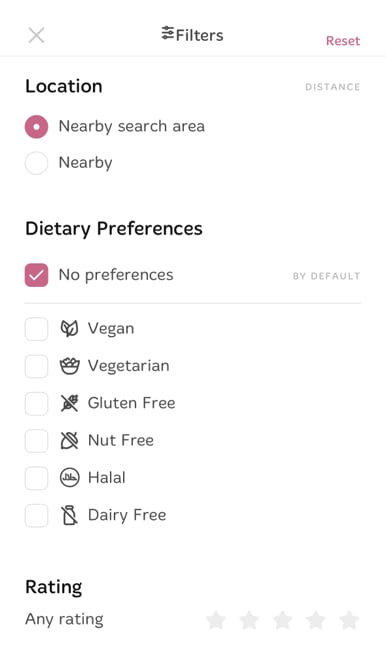 Filters
Reset
Location
DISTANCE
Nearby search area
Nearby
Dietary Preferences
No preferences
BY DEFAULT
Vegan
Vegetarian
Gluten Free
Nut Free
Halal
Dairy Free
Rating
Any rating